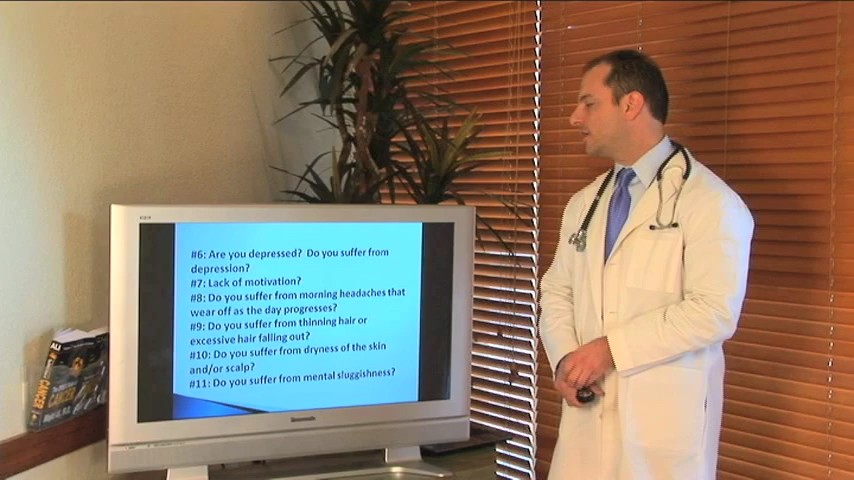 #6: Are you depressed? Do you suffer from
depression?
#7: Lack of motivation?
#8: Do you suffer from morning headaches that
wear off as the day progresses?
#9: Do you suffer from thinning hair or
excessive hair falling out?
#10: Do you suffer from dryness of the skin
and/or scalp?
#11: Do you suffer from mental sluggishness?
CANCER